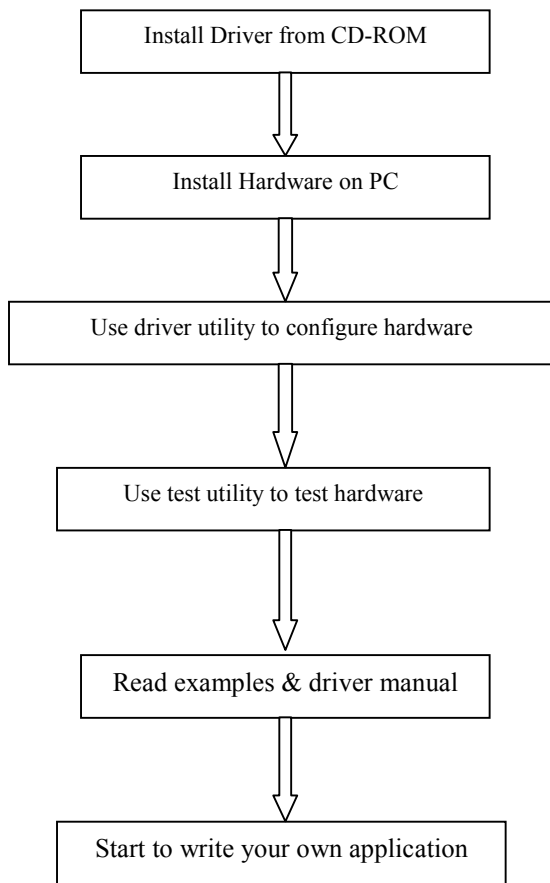 Install Driver from CD-ROM
Install Hardware on PC
Use driver utility to configure hardware
Use test utility to test hardware
Read examples & driver manual
Start to write your own application